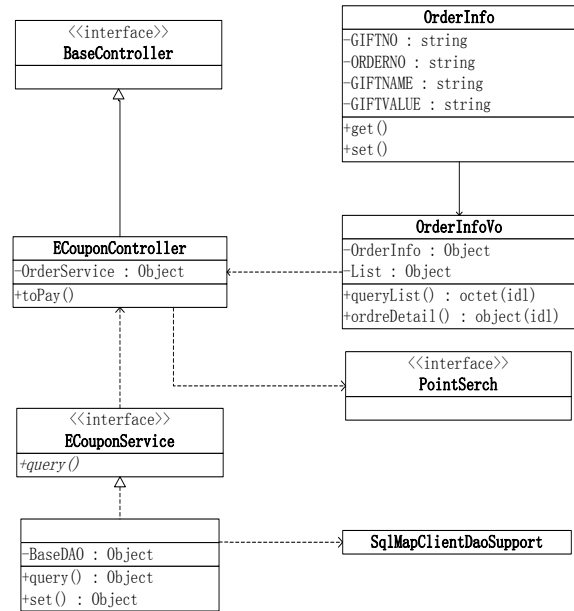 <<interface>>
BaseController
OrderInfo
-GIFTNO : string
-ORDERNO : string
-GIFTNAME : string
-GIFTVALUE : string
+get()
+set()
ECouponController
-OrderService : Object
+toPay()
OrderInfoVo
-OrderInfo : Object
-List : Object
+queryList() : octet(idl)
+ordreDetail() : object(idl)
<<interface>>
PointSerch
<<interface>>
ECouponService
+query()
-BaseDAO : Object
+query() : Object
+set() : Object
SqlMapClientDaoSupport